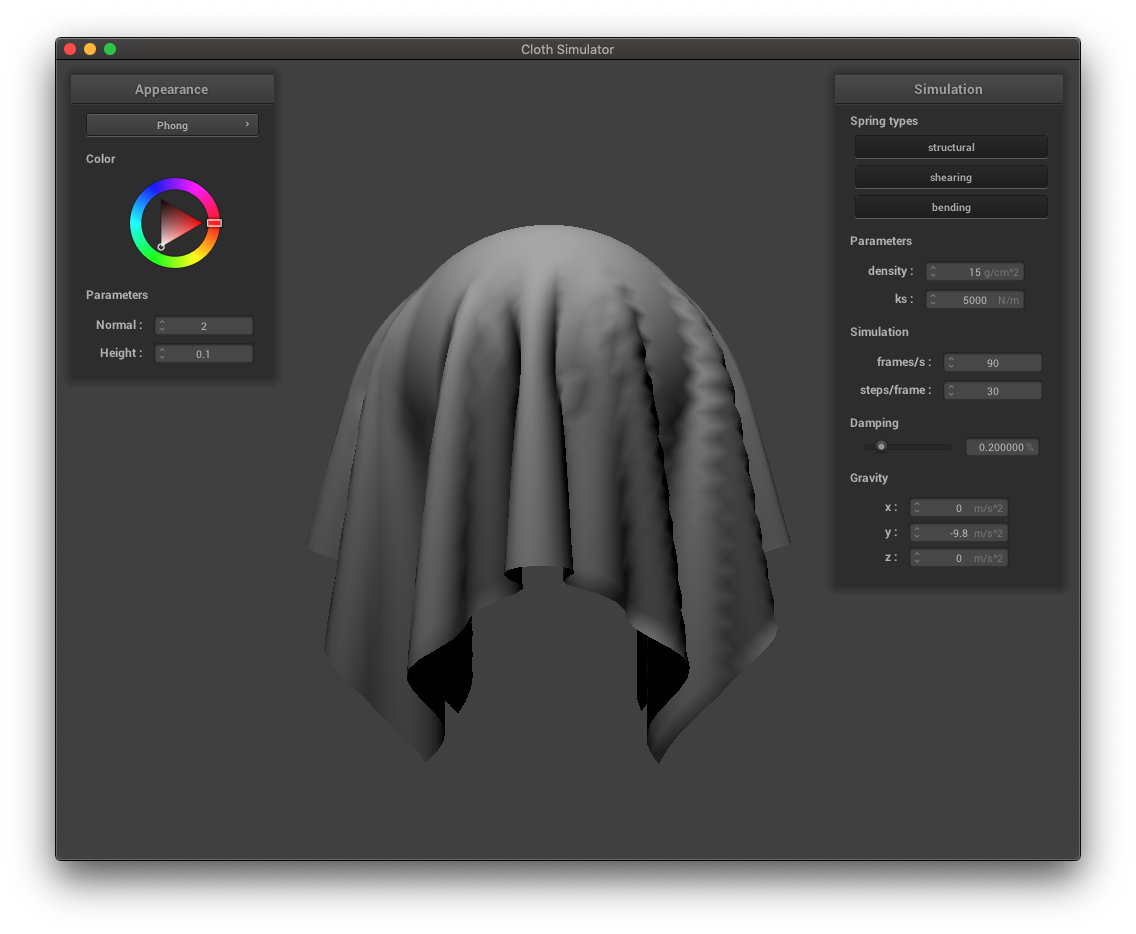 Cloth Simulator
Appearance
Phong
Color
Parameters
Normal : 2
Height : 0.1
Simulation
Spring types
structural
shearing
bending
Parameters
density : 15 g/cm^2
ks : 5000 N/m
Simulation
frames/s : 90
steps/frame : 30
Damping
0.200000 %
Gravity
x : 0 m/s^2
y : -9.8 m/s^2
z : 0 m/s^2